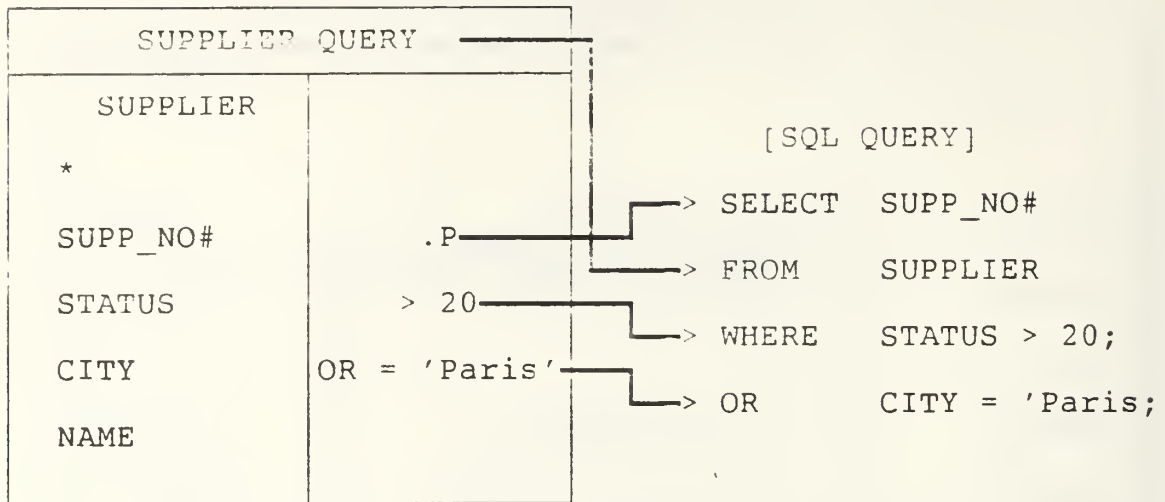 SUPPLIER QUERY
SUPPLIER
*
SUPP_NO# .P
STATUS > 20
CITY OR = 'Paris'
NAME
[SQL QUERY]
> SELECT SUPP_NO#
> FROM SUPPLIER
> WHERE STATUS > 20;
> OR CITY = 'Paris;